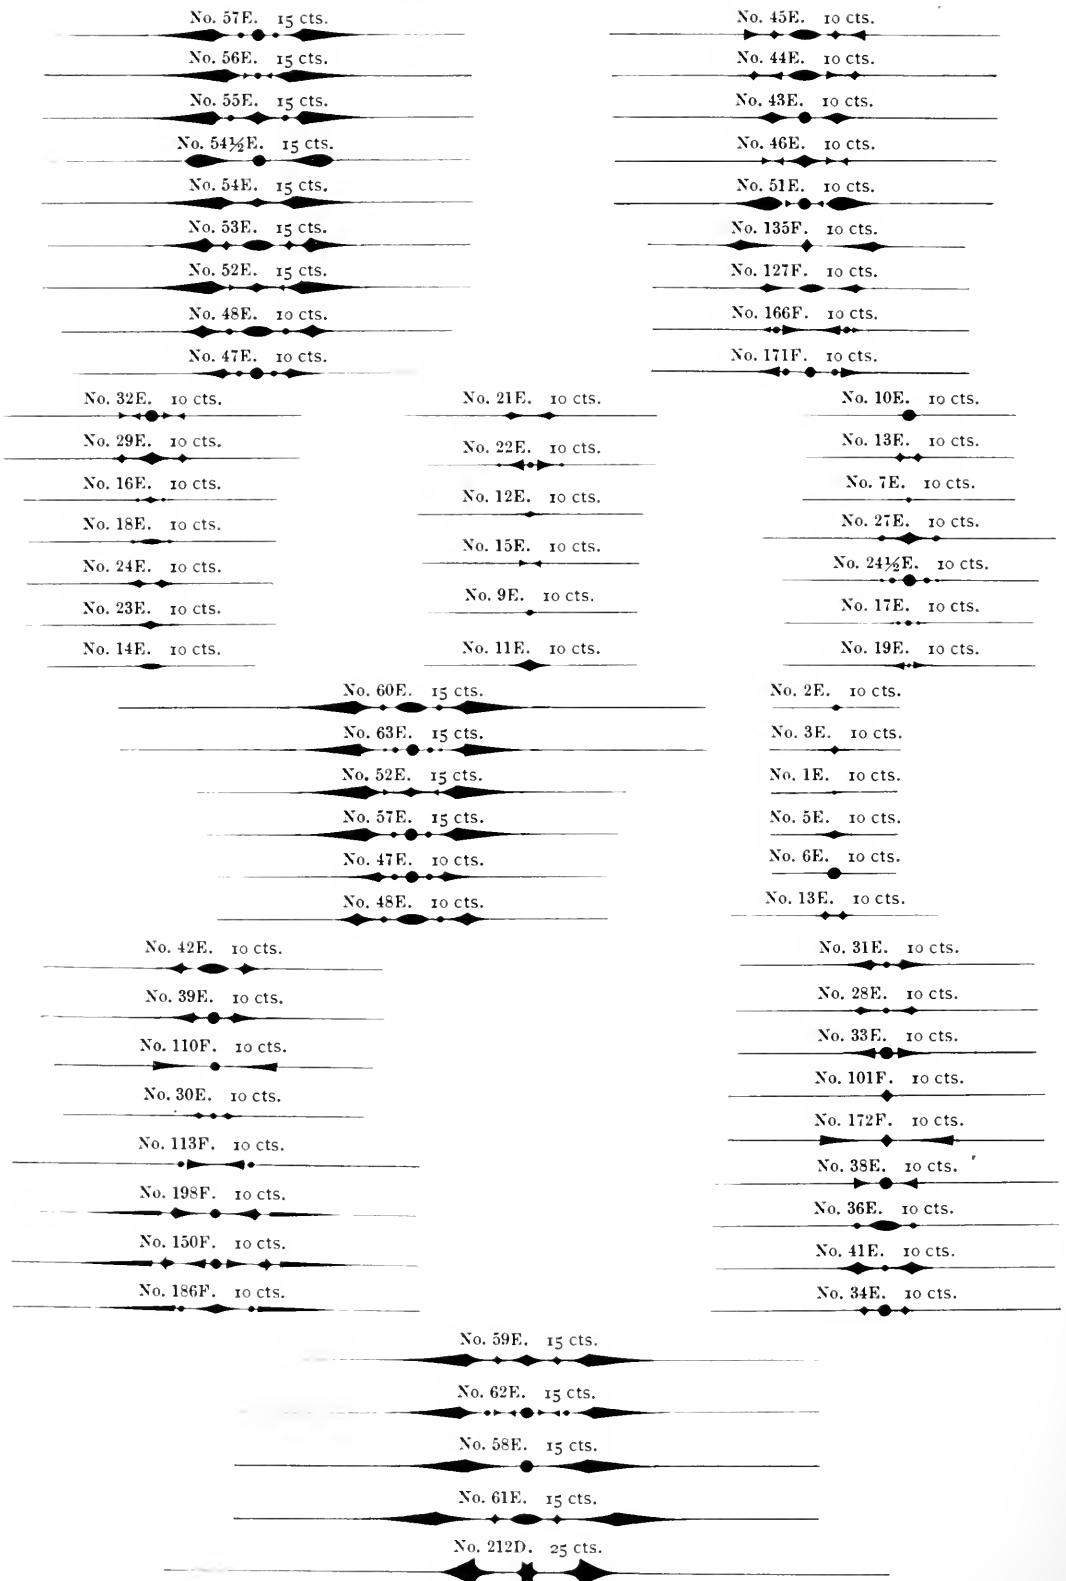 No. 57E. 15 cts.
No. 56E. 15 cts.
No. 55E. 15 cts.
No. 54½E. 15 cts.
No. 54E. 15 cts.
No. 53E. 15 cts.
No. 52E. 15 cts.
No. 48E. 10 cts.
No. 47E. 10 cts.
No. 45E. 10 cts.
No. 44E. 10 cts.
No. 43E. 10 cts.
No. 46E. 10 cts.
No. 51E. 10 cts.
No. 135F. 10 cts.
No. 127F. 10 cts.
No. 166F. 10 cts.
No. 171F. 10 cts.
No. 32E. 10 cts.
No. 29E. 10 cts.
No. 16E. 10 cts.
No. 18E. 10 cts.
No. 24E. 10 cts.
No. 23E. 10 cts.
No. 14E. 10 cts.
No. 21E. 10 cts.
No. 22E. 10 cts.
No. 12E. 10 cts.
No. 15E. 10 cts.
No. 9E. 10 cts.
No. 11E. 10 cts.
No. 10E. 10 cts.
No. 13E. 10 cts.
No. 7E. 10 cts.
No. 27E. 10 cts.
No. 24½E. 10 cts.
No. 17E. 10 cts.
No. 19E. 10 cts.
No. 60E. 15 cts.
No. 63E. 15 cts.
No. 52E. 15 cts.
No. 57E. 15 cts.
No. 47E. 10 cts.
No. 48E. 10 cts.
No. 2E. 10 cts.
No. 3E. 10 cts.
No. 1E. 10 cts.
No. 5E. 10 cts.
No. 6E. 10 cts.
No. 13E. 10 cts.
No. 42E. 10 cts.
No. 39E. 10 cts.
No. 110F. 10 cts.
No. 30E. 10 cts.
No. 113F. 10 cts.
No. 198F. 10 cts.
No. 150F. 10 cts.
No. 186F. 10 cts.
No. 31E. 10 cts.
No. 28E. 10 cts.
No. 33E. 10 cts.
No. 101F. 10 cts.
No. 172F. 10 cts.
No. 38E. 10 cts.
No. 36E. 10 cts.
No. 41E. 10 cts.
No. 34E. 10 cts.
No. 59E. 15 cts.
No. 62E. 15 cts.
No. 58E. 15 cts.
No. 61E. 15 cts.
No. 212D. 25 cts.